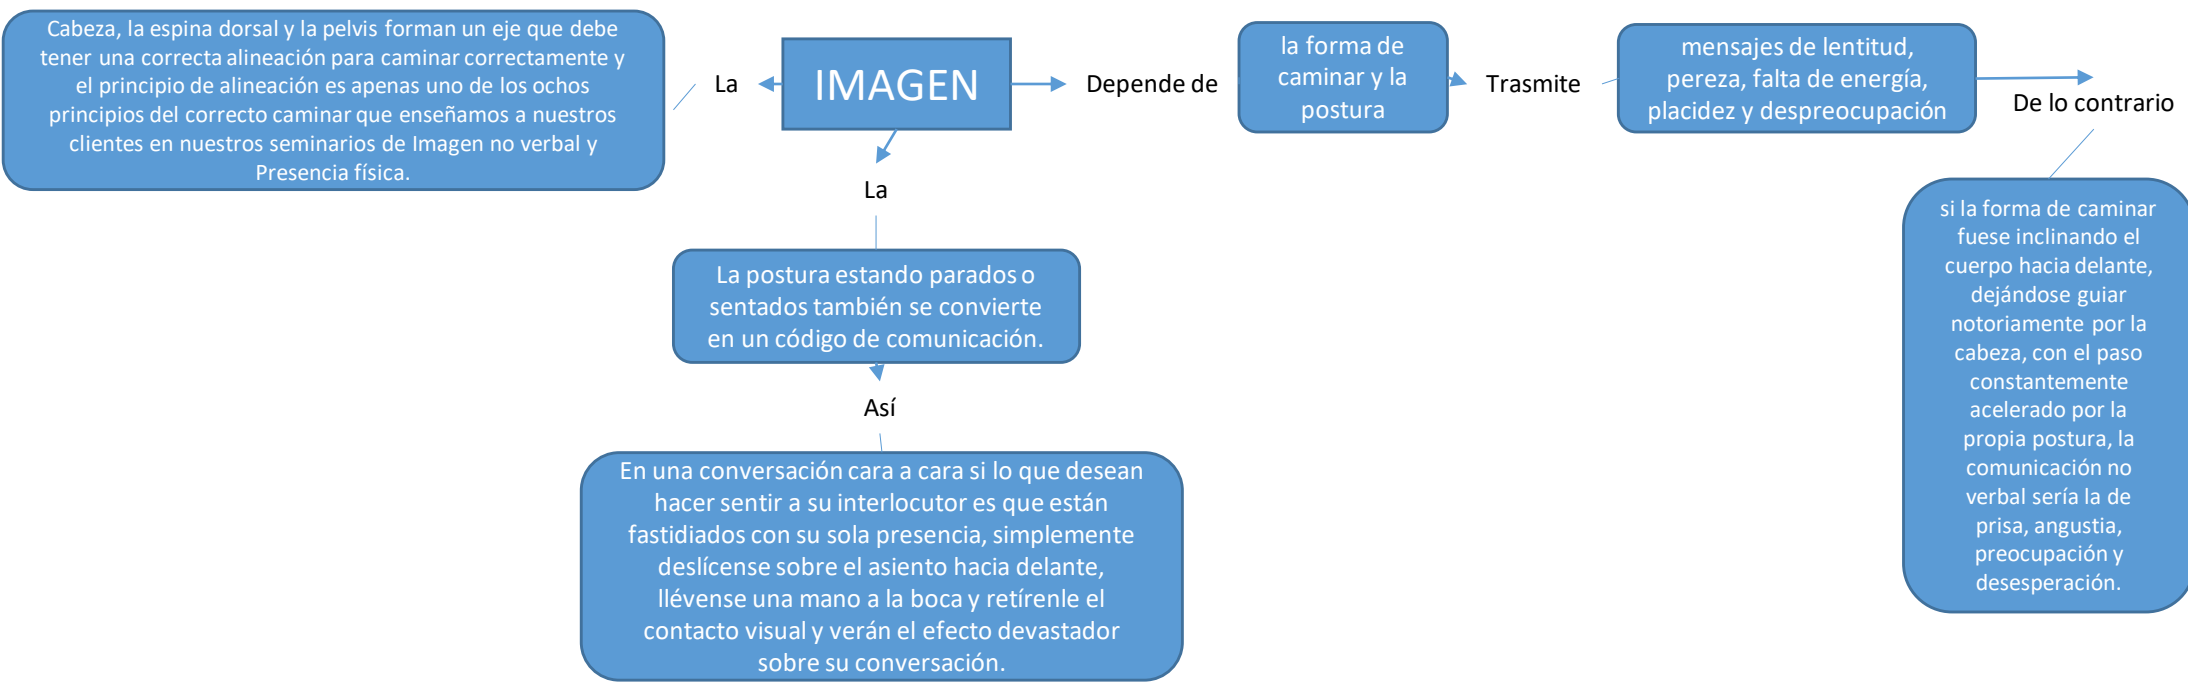 Cabeza, la espina dorsal y la pelvis forman un eje que debe
tener una correcta alineación para caminar correctamente y
el principio de alineación es apenas uno de los ochos
principios del correcto caminar que enseñamos a nuestros
clientes en nuestros seminarios de Imagen no verbal y
Presencia física.
La
IMAGEN
Depende de
la forma de
caminar y la
postura
Trasmite
mensajes de lentitud,
pereza, falta de energía,
placidez y despreocupación
De lo contrario
si la forma de caminar
fuese inclinando el
cuerpo hacia delante,
dejándose guiar
notoriamente por la
cabeza, con el paso
constantemente
acelerado por la
propia postura, la
comunicación no
verbal sería la de
prisa, angustia,
preocupación y
desesperación.
La
La postura estando parados o
sentados también se convierte
en un código de comunicación.
Así
En una conversación cara a cara si lo que desean
hacer sentir a su interlocutor es que están
fastidiados con su sola presencia, simplemente
deslícense sobre el asiento hacia delante,
llévense una mano a la boca y retírenle el
contacto visual y verán el efecto devastador
sobre su conversación.